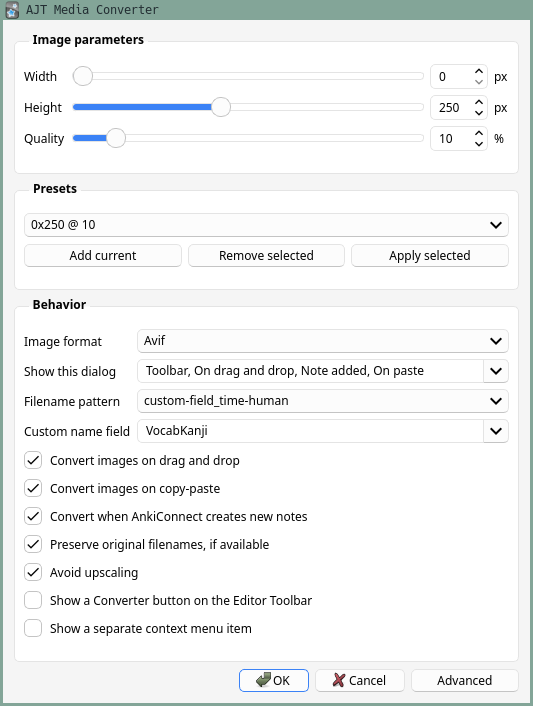 AJT Media Converter
Image parameters
Width 0 px
Height 250 px
Quality 10 %
Presets
0x250 @ 10
Add current Remove selected Apply selected
Behavior
Image format Avif
Show this dialog Toolbar, On drag and drop, Note added, On paste
Filename pattern custom-field_time-human
Custom name field VocabKanji
Convert images on drag and drop
Convert images on copy-paste
Convert when AnkiConnect creates new notes
Preserve original filenames, if available
Avoid upscaling
Show a Converter button on the Editor Toolbar
Show a separate context menu item
OK Cancel Advanced